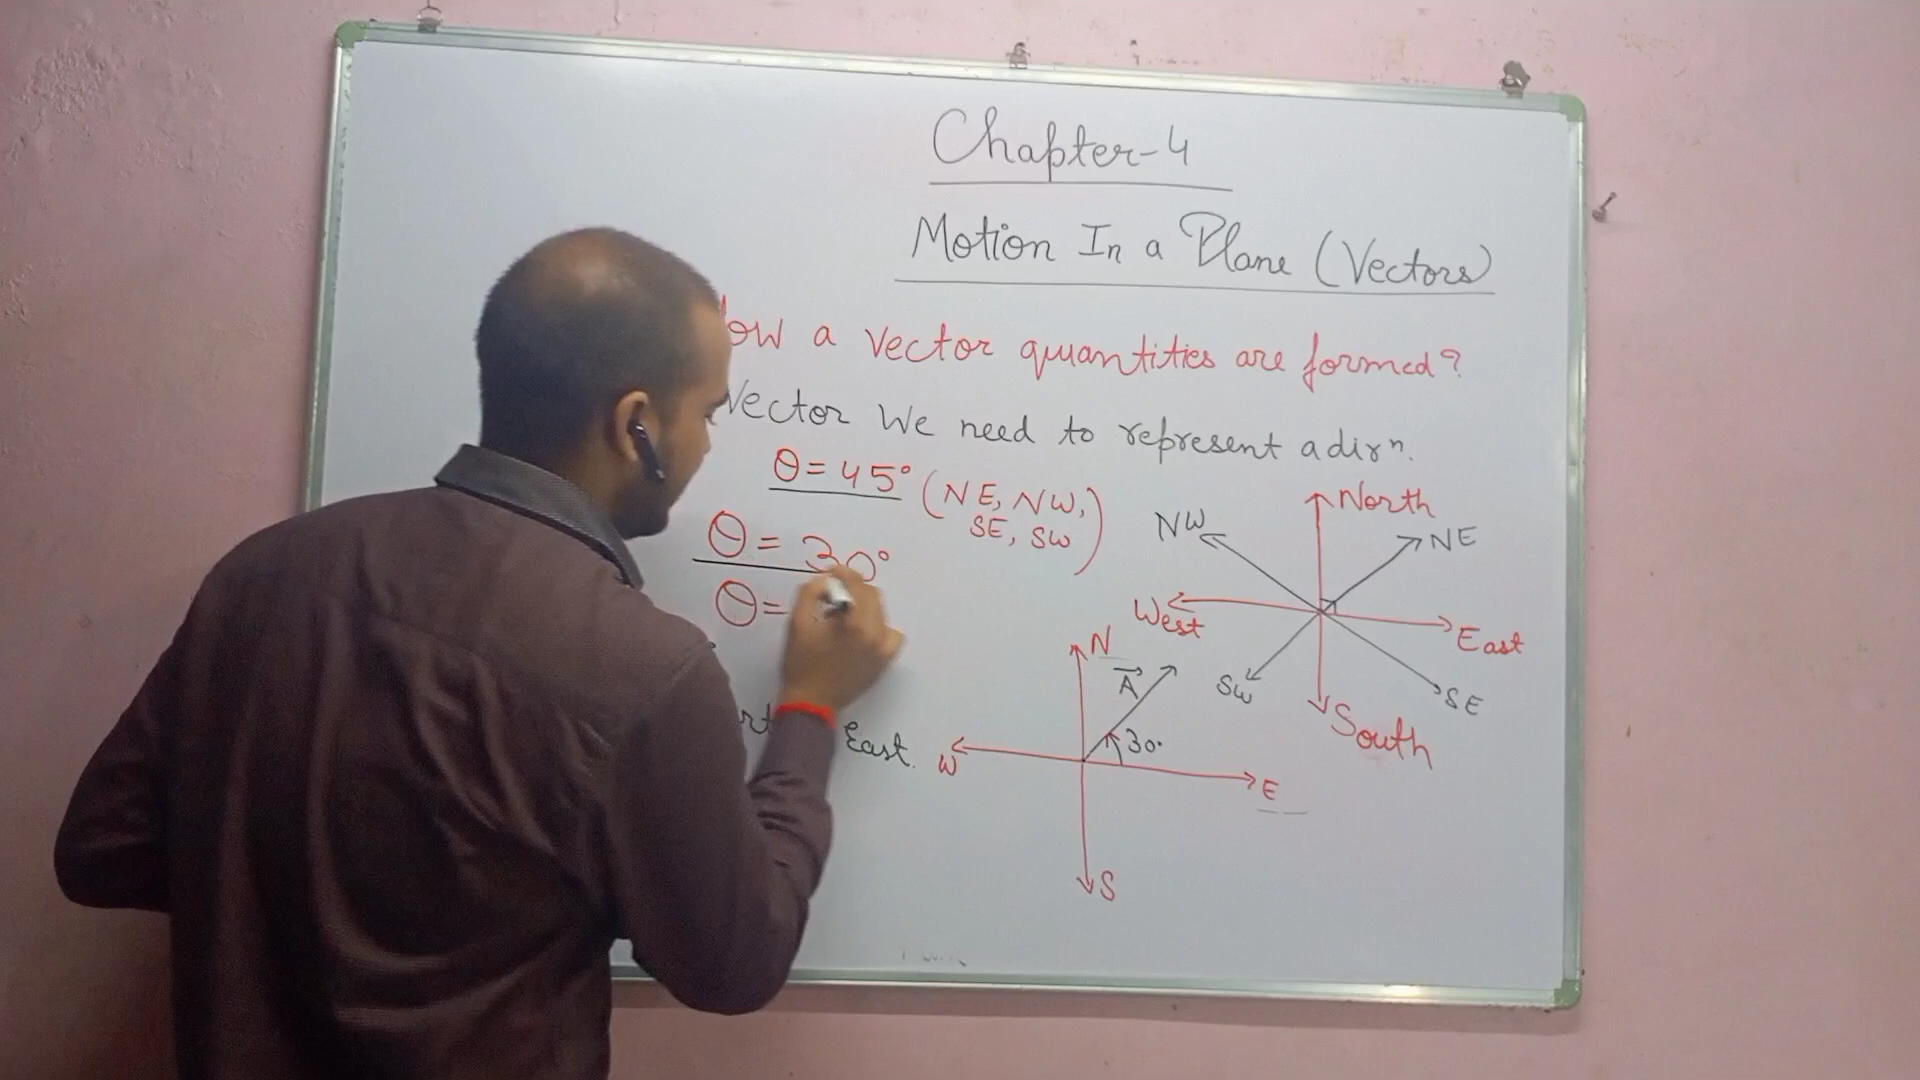 Chapter-4
Motion In a Plane (Vectors)
a Vector quantities are formed?
Vector We need to represent a dirⁿ.
θ = 45° (NE, NW,
SE, SW)
θ = 30°
θ =
East.
North
NW
NE
West
East
SW
SE
South
N
A
30°
W
E
S